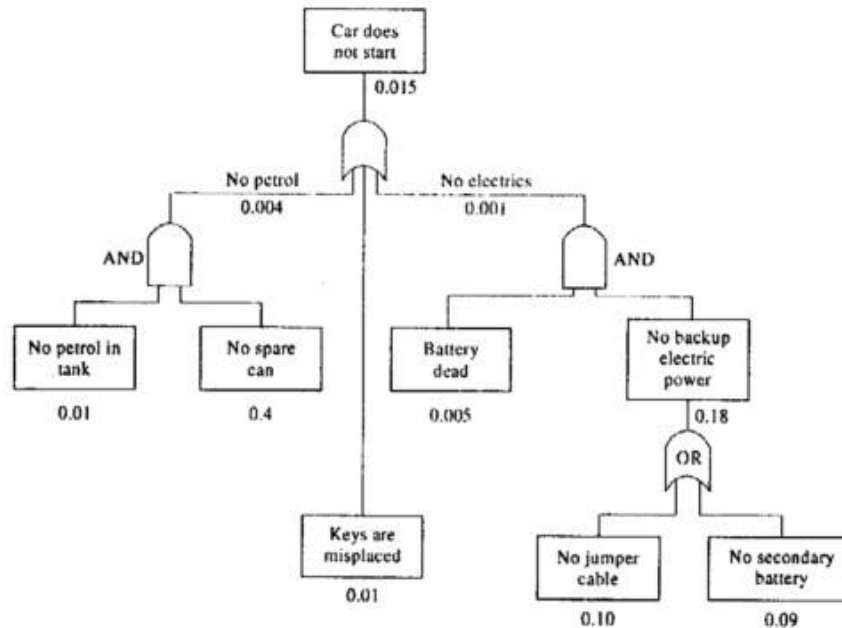 Car does
not start
0.015
No petrol
0.004
No electrics
0.001
AND
AND
No petrol in
tank
0.01
No spare
can
0.4
Battery
dead
0.005
No backup
electric
power
0.18
OR
Keys are
misplaced
0.01
No jumper
cable
0.10
No secondary
battery
0.09